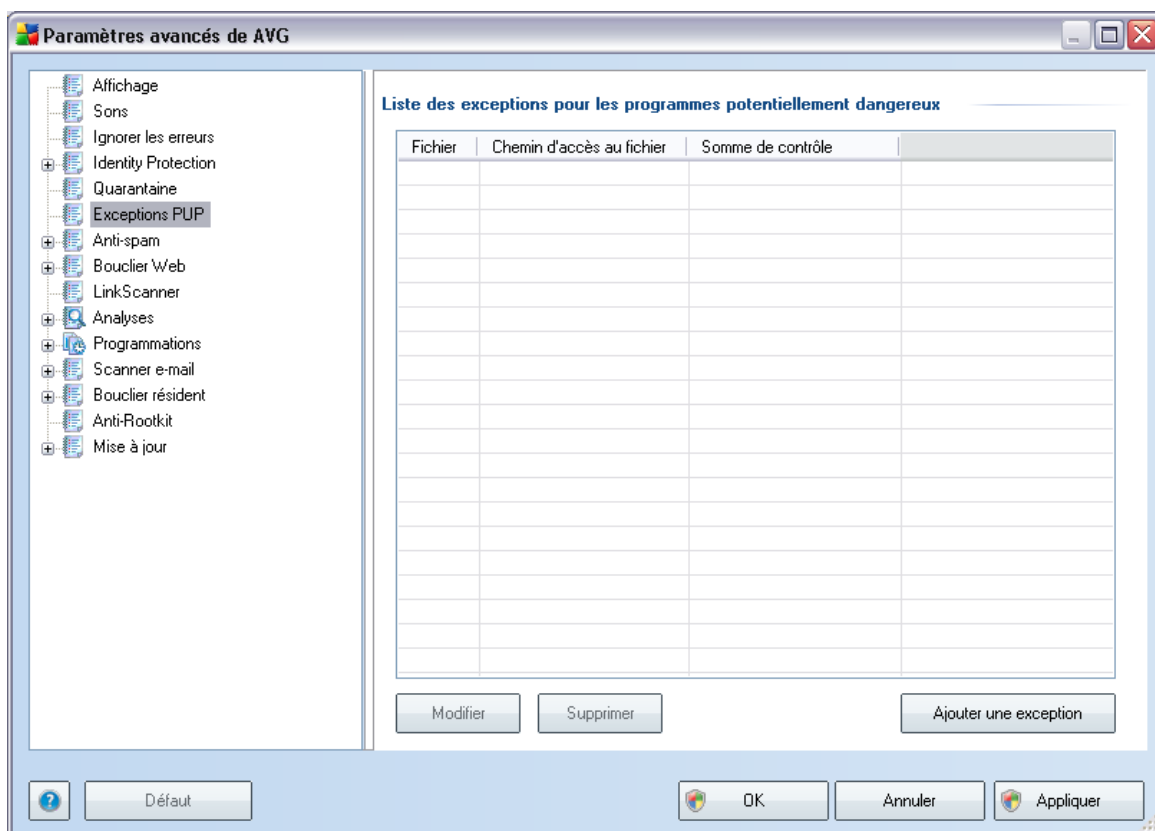 Paramètres avancés de AVG
Affichage
Sons
Ignorer les erreurs
Identity Protection
Quarantaine
Exceptions PUP
Anti-spam
Bouclier Web
LinkScanner
Analyses
Programmations
Scanner e-mail
Bouclier résident
Anti-Rootkit
Mise à jour
Liste des exceptions pour les programmes potentiellement dangereux
Fichier Chemin d'accès au fichier Somme de contrôle
Modifier Supprimer Ajouter une exception
? Défaut OK Annuler Appliquer